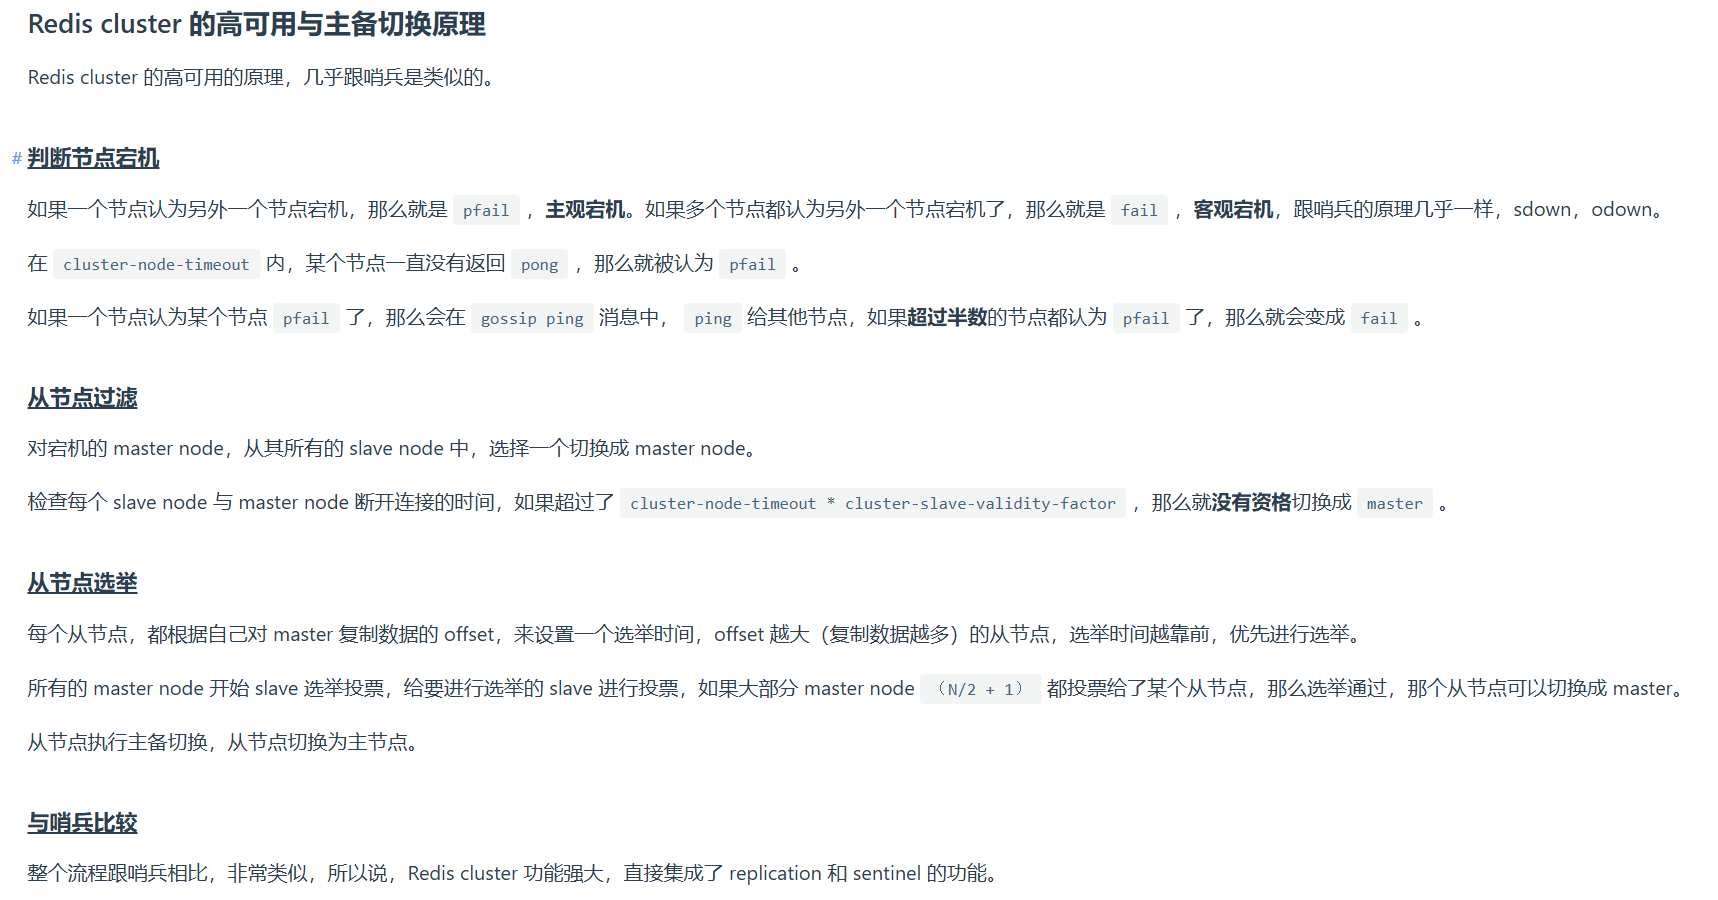 Redis cluster 的高可用与主备切换原理
Redis cluster 的高可用的原理，几乎跟哨兵是类似的。
# 判断节点宕机
如果一个节点认为另外一个节点宕机，那么就是 pfail ，主观宕机。如果多个节点都认为另外一个节点宕机了，那么就是 fail ，客观宕机，跟哨兵的原理几乎一样，sdown，odown。
在 cluster-node-timeout 内，某个节点一直没有返回 pong ，那么就被认为 pfail 。
如果一个节点认为某个节点 pfail 了，那么会在 gossip ping 消息中， ping 给其他节点，如果超过半数的节点都认为 pfail 了，那么就会变成 fail 。
从节点过滤
对宕机的 master node，从其所有的 slave node 中，选择一个切换成 master node。
检查每个 slave node 与 master node 断开连接的时间，如果超过了 cluster-node-timeout * cluster-slave-validity-factor ，那么就没有资格切换成 master 。
从节点选举
每个从节点，都根据自己对 master 复制数据的 offset，来设置一个选举时间，offset 越大（复制数据越多）的从节点，选举时间越靠前，优先进行选举。
所有的 master node 开始 slave 选举投票，给要进行选举的 slave 进行投票，如果大部分 master node （N/2 + 1） 都投票给了某个从节点，那么选举通过，那个从节点可以切换成 master。
从节点执行主备切换，从节点切换为主节点。
与哨兵比较
整个流程跟哨兵相比，非常类似，所以说，Redis cluster 功能强大，直接集成了 replication 和 sentinel 的功能。